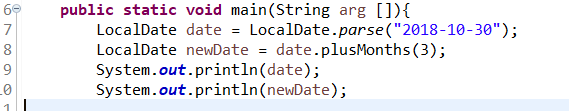 6 public static void main(String arg []){
7 LocalDate date = LocalDate.parse("2018-10-30");
8 LocalDate newDate = date.plusMonths(3);
9 System.out.println(date);
10 System.out.println(newDate);